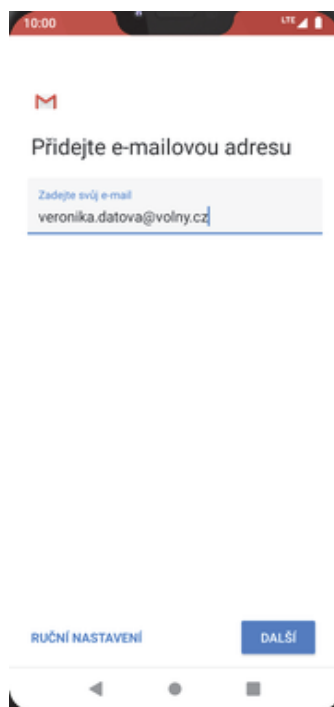 10:00
LTE
Přidejte e-mailovou adresu
Zadejte svůj e-mail
veronika.datova@volny.cz
RUČNÍ NASTAVENÍ
DALŠÍ